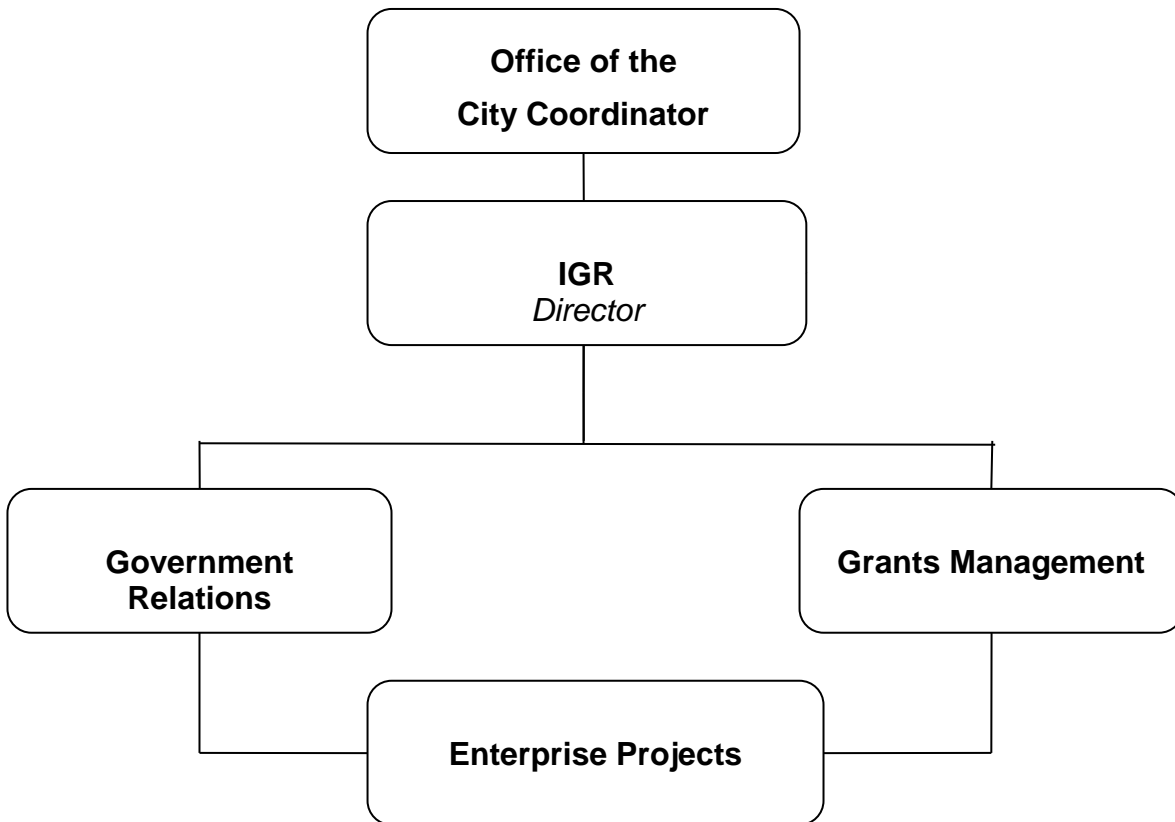 Office of the
City Coordinator
IGR
Director
Government
Relations
Grants Management
Enterprise Projects